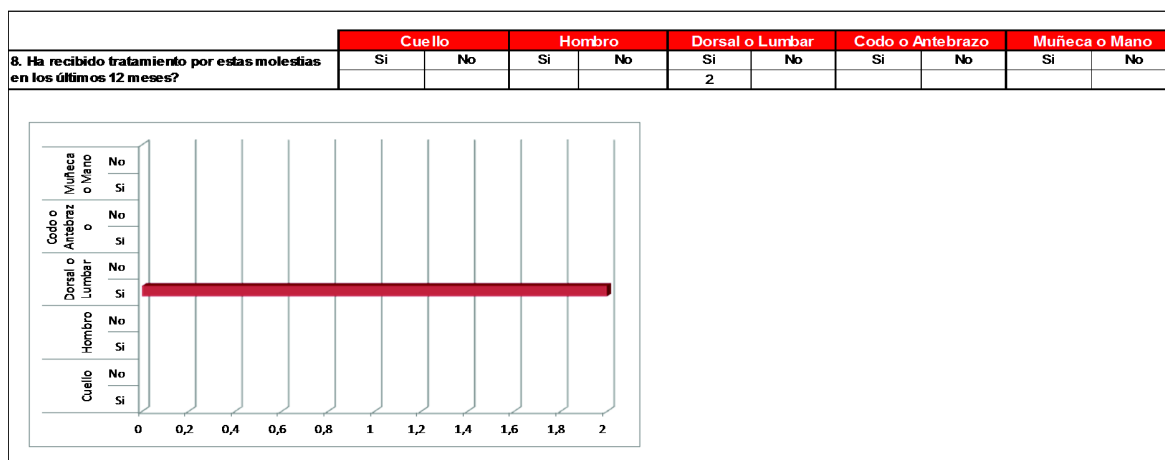 Cuello Hombro Dorsal o Lumbar Codo o Antebrazo Muñeca o Mano
8. Ha recibido tratamiento por estas molestias en los últimos 12 meses?
Si No Si No Si No Si No Si No
2
Muñeca o Mano
No
Si
Codo o Antebraz o
No
Si
Dorsal o Lumbar
No
Si
Hombro
No
Si
Cuello
No
Si
0 0,2 0,4 0,6 0,8 1 1,2 1,4 1,6 1,8 2